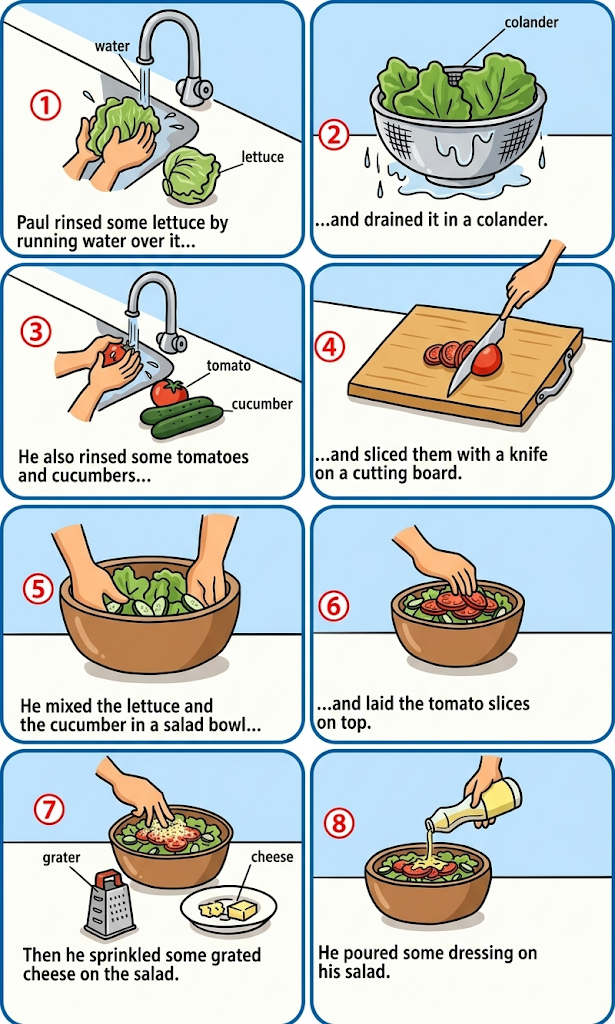 water
1
lettuce
Paul rinsed some lettuce by
running water over it...
colander
2
...and drained it in a colander.
3
tomato
cucumber
He also rinsed some tomatoes
and cucumbers...
4
...and sliced them with a knife
on a cutting board.
5
He mixed the lettuce and
the cucumber in a salad bowl...
6
...and laid the tomato slices
on top.
7
grater
cheese
Then he sprinkled some grated
cheese on the salad.
8
He poured some dressing on
his salad.